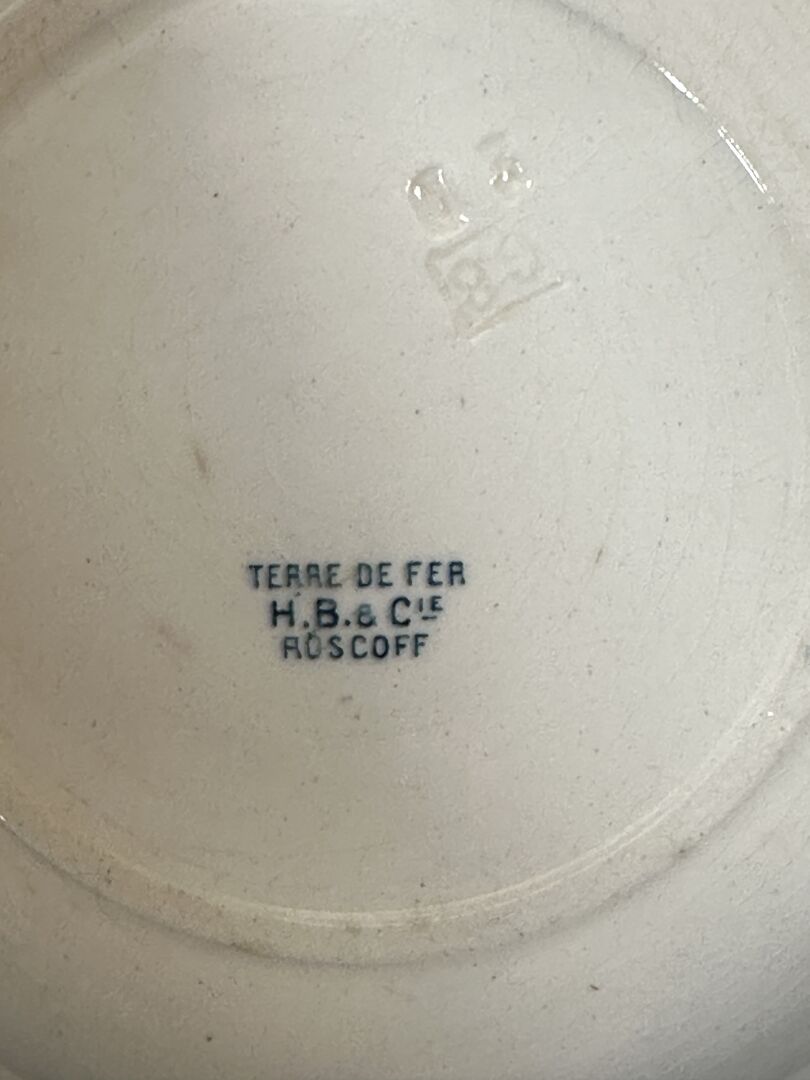 TERRE DE FER
H.B. & CIE
ROSCOFF